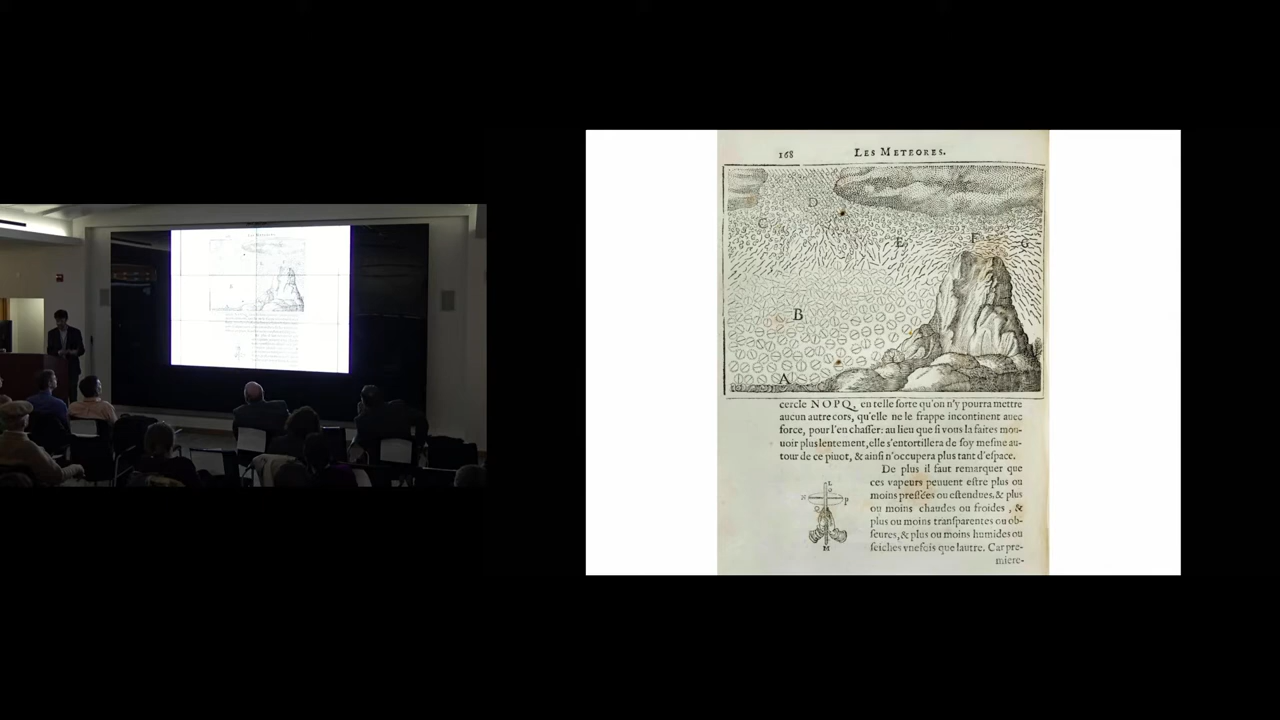 168 LES METEORES.
D
C
E
F
G
B
A
cercle NOPQ, en telle ſorte qu'on n'y pourra mettre
aucun autre cors, qu'elle ne le frappe incontinent auec
force, pour l'en chaſſer: au lieu que ſi vous la faites mou-
uoir plus lentement, elle s'entortillera de ſoy meſme au-
tour de ce piuot, & ainſi n'occupera plus tant d'eſpace.
De plus il faut remarquer que
ces vapeurs peuuent eſtre plus ou
moins preſſées ou eſtendues, & plus
ou moins chaudes ou froides, &
plus ou moins tranſparentes ou ob-
ſcures, & plus ou moins humides ou
ſeiches vnefois que lautre. Car pre-
miere-
L
P
M